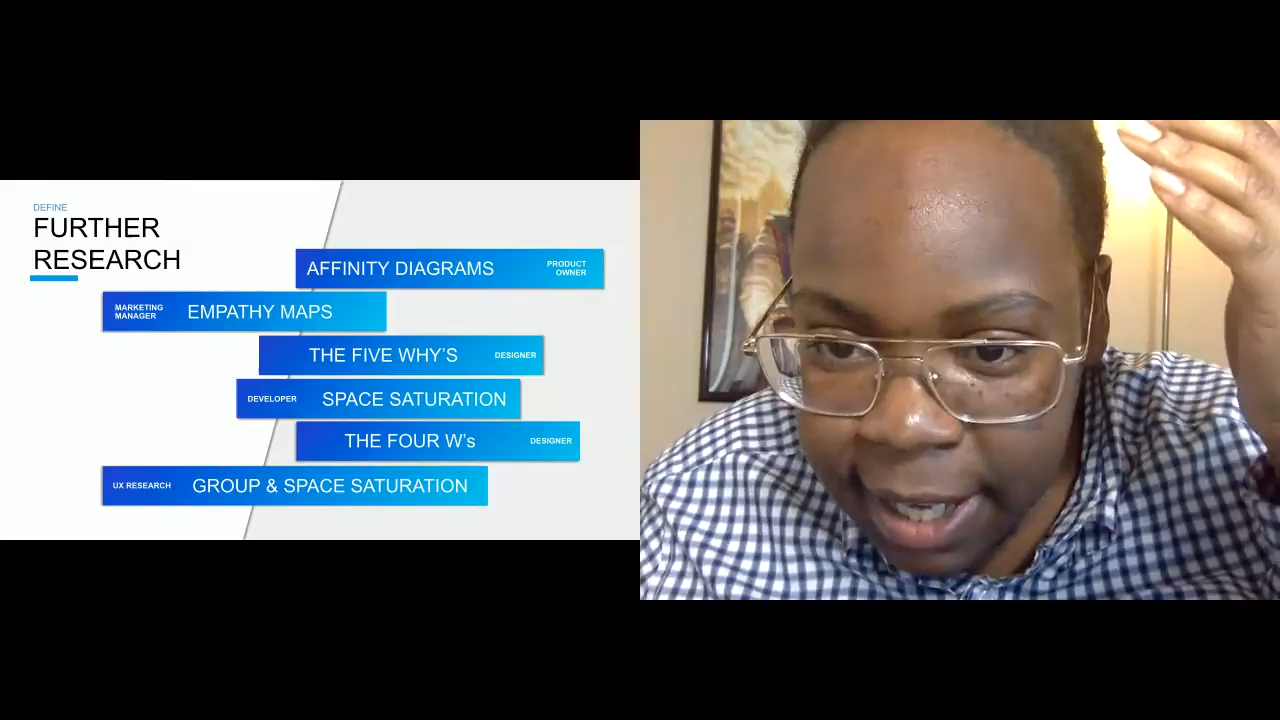 DEFINE
FURTHER
RESEARCH
AFFINITY DIAGRAMS
PRODUCT
OWNER
MARKETING
MANAGER
EMPATHY MAPS
THE FIVE WHY'S
DESIGNER
DEVELOPER
SPACE SATURATION
THE FOUR W's
DESIGNER
UX RESEARCH
GROUP & SPACE SATURATION